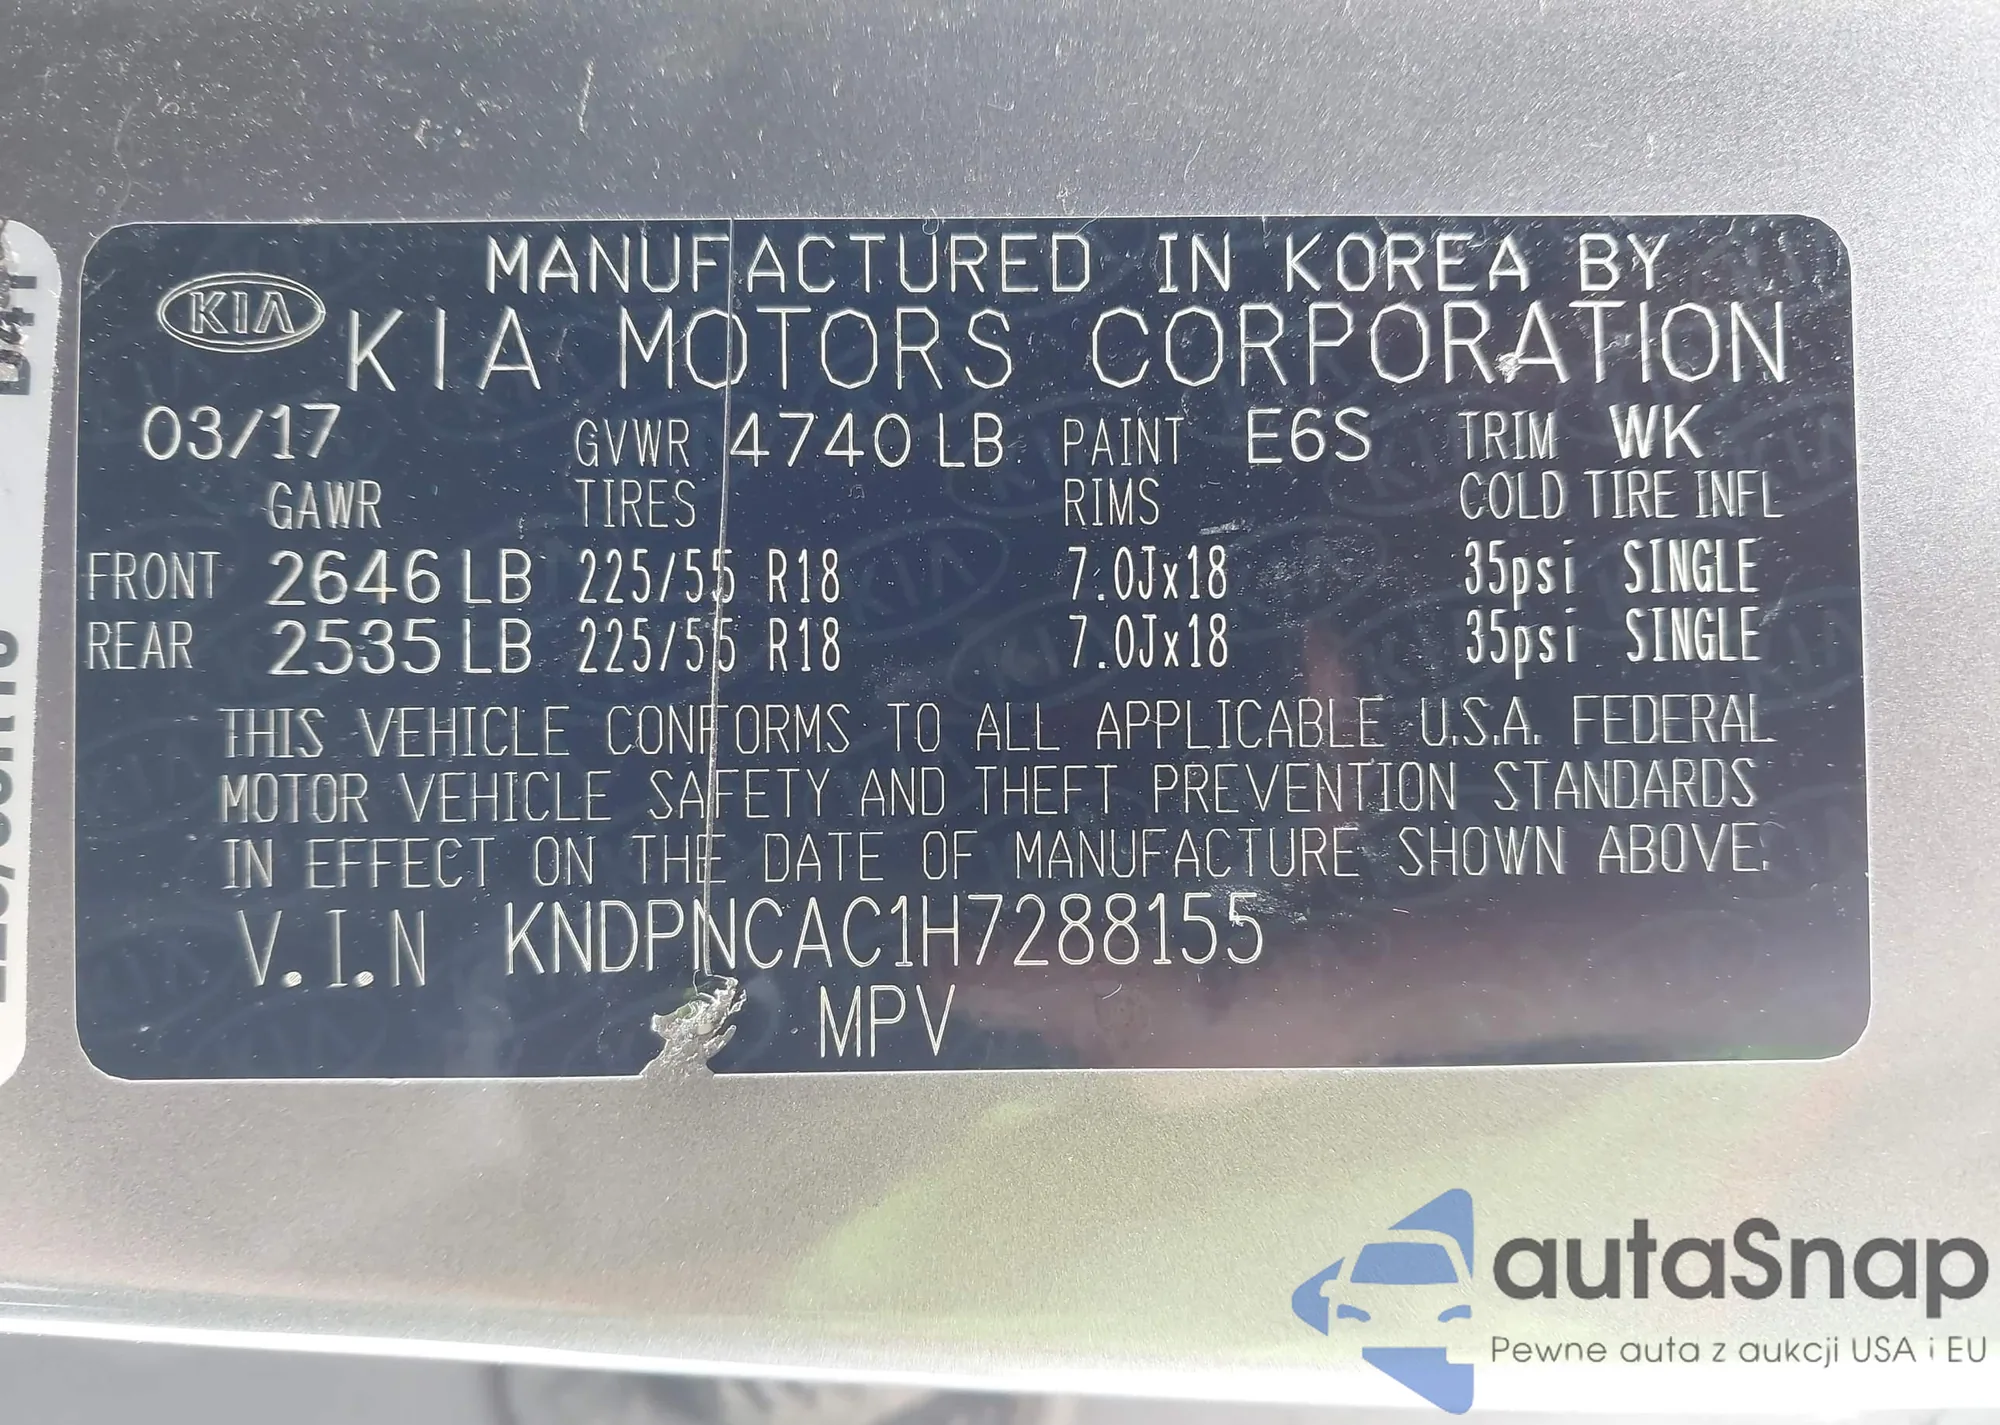 MANUFACTURED IN KOREA BY
KIA KIA MOTORS CORPORATION
03/17 GVWR 4740 LB PAINT E6S TRIM WK
GAWR TIRES RIMS COLD TIRE INFL
FRONT 2646 LB 225/55 R18 7.0Jx18 35psi SINGLE
REAR 2535 LB 225/55 R18 7.0Jx18 35psi SINGLE
THIS VEHICLE CONFORMS TO ALL APPLICABLE U.S.A. FEDERAL
MOTOR VEHICLE SAFETY AND THEFT PREVENTION STANDARDS
IN EFFECT ON THE DATE OF MANUFACTURE SHOWN ABOVE.
V.I.N KNDPNCAC1H7288155
MPV
autaSnap
Pewne auta z aukcji USA i EU